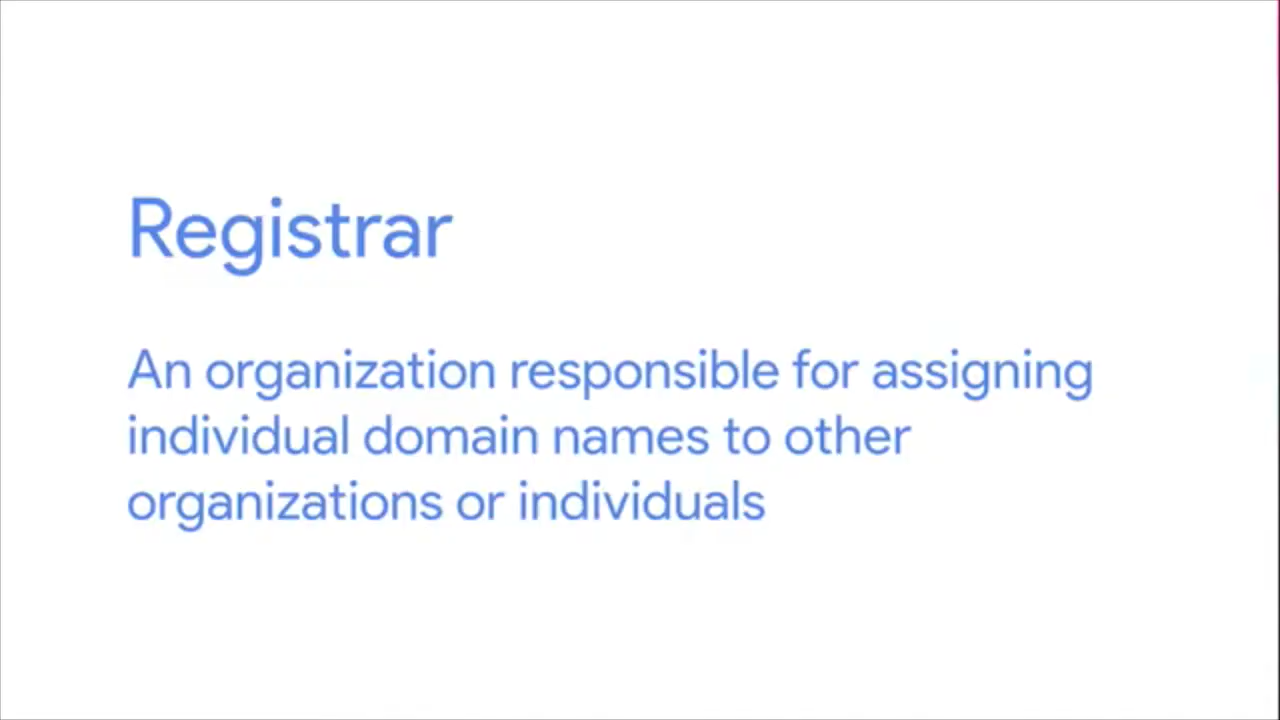 Registrar
An organization responsible for assigning
individual domain names to other
organizations or individuals